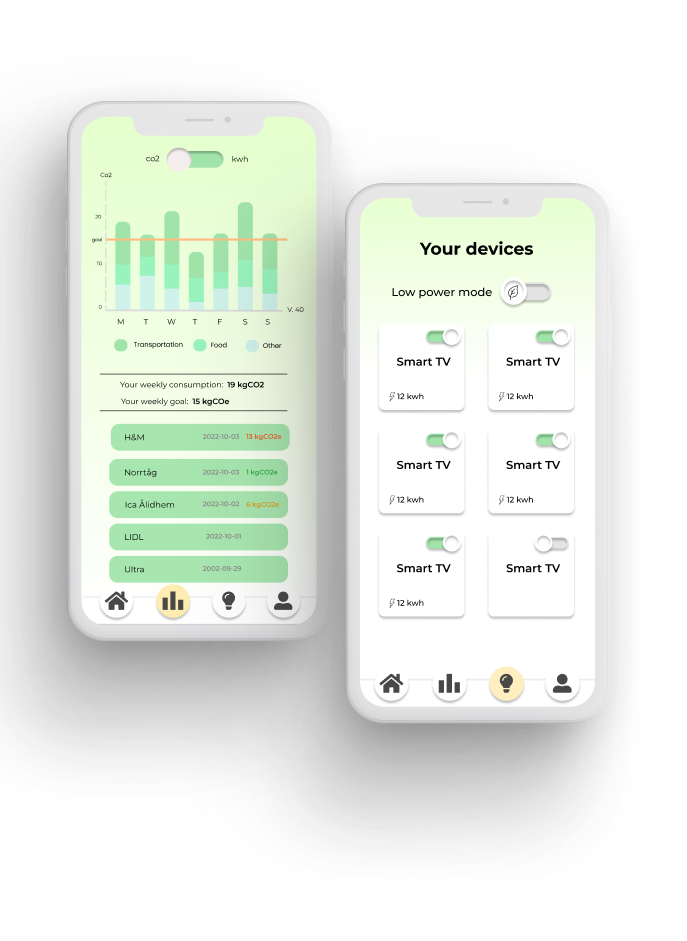 co2 kwh
Co2
20
goal
10
0
V. 40
M T W T F S S
Transportation Food Other
Your weekly consumption: 19 kgCO2
Your weekly goal: 15 kgCOe
H&M 2022-10-03 13 kgCO2e
Norrtåg 2022-10-03 1 kgCO2e
Ica Ålidhem 2022-10-02 6 kgCO2e
LIDL 2022-10-01
Ultra 2002-09-29
Your devices
Low power mode
Smart TV Smart TV
12 kwh 12 kwh
Smart TV Smart TV
12 kwh 12 kwh
Smart TV Smart TV
12 kwh